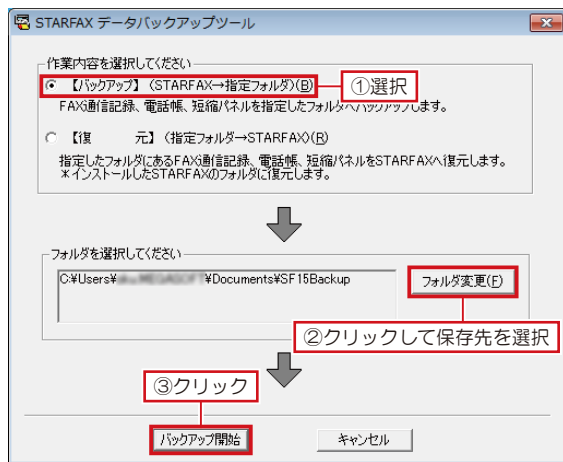 STARFAX データバックアップツール
作業内容を選択してください
【バックアップ】 (STARFAX→指定フォルダ)(B)
①選択
FAX通信記録、電話帳、短縮パネルを指定したフォルダへバックアップします。
【復　　元】 (指定フォルダ→STARFAX)(R)
指定したフォルダにあるFAX通信記録、電話帳、短縮パネルをSTARFAXへ復元します。
＊インストールしたSTARFAXのフォルダに復元します。
フォルダを選択してください
C:¥Users¥ ¥Documents¥SF15Backup
フォルダ変更(F)
②クリックして保存先を選択
③クリック
バックアップ開始
キャンセル